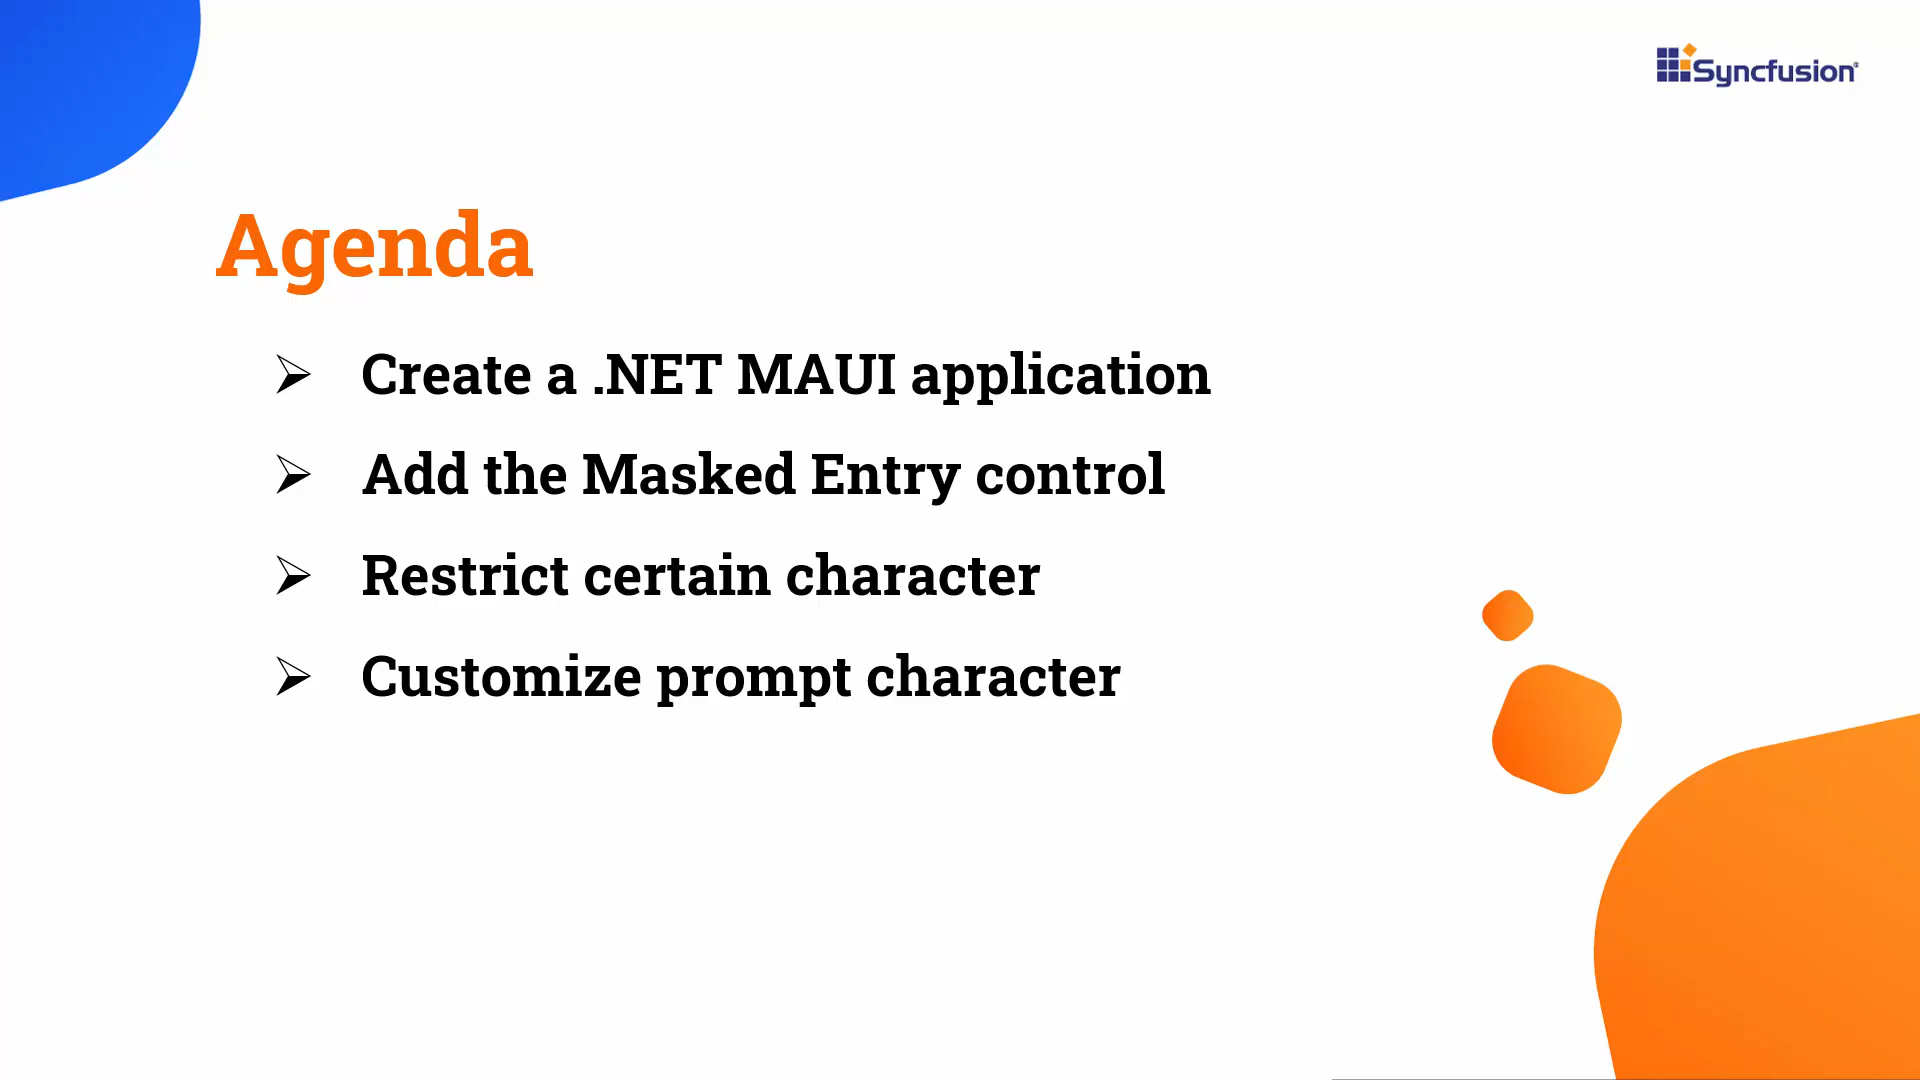 Syncfusion®
Agenda
➢ Create a .NET MAUI application
➢ Add the Masked Entry control
➢ Restrict certain character
➢ Customize prompt character